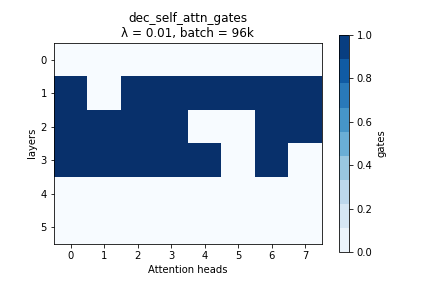 dec_self_attn_gates
λ = 0.01, batch = 96k
layers
0
1
2
3
4
5
0 1 2 3 4 5 6 7
Attention heads
1.0
0.8
0.6
0.4
0.2
0.0
gates